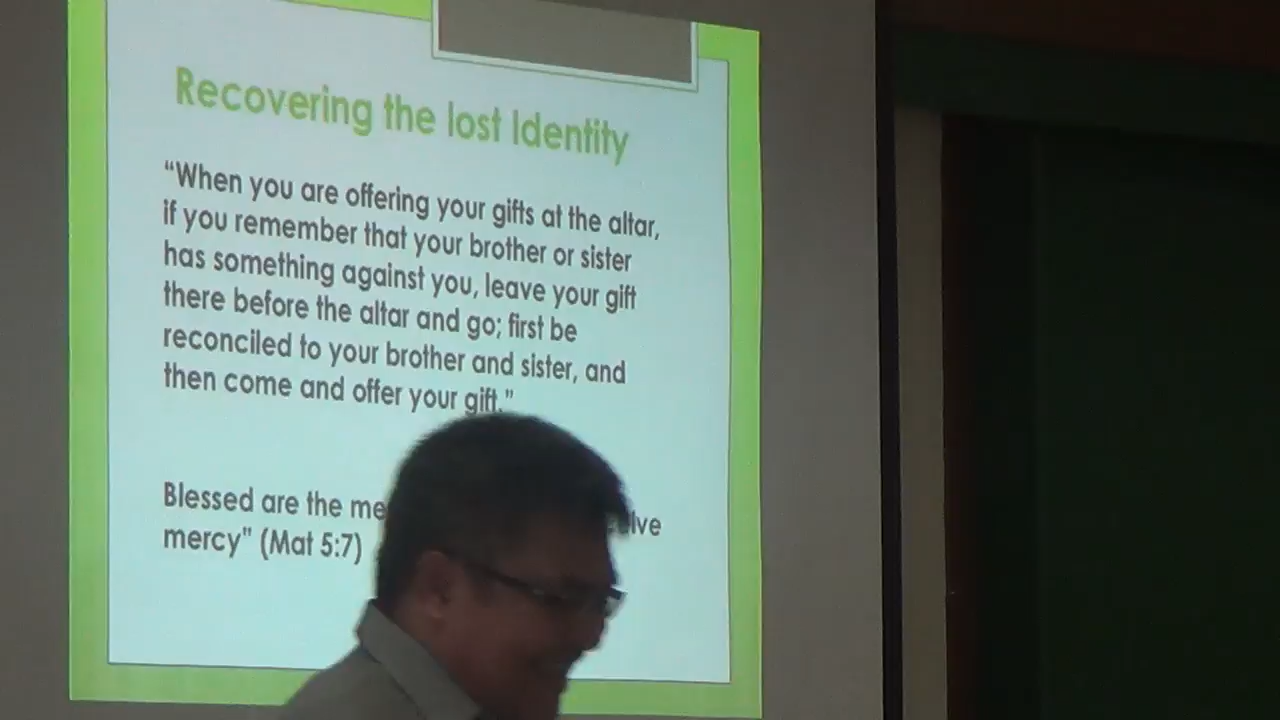 Recovering the lost Identity
“When you are offering your gifts at the altar,
if you remember that your brother or sister
has something against you, leave your gift
there before the altar and go; first be
reconciled to your brother and sister, and
then come and offer your gift.”
Blessed are the
mercy" (Mat 5:7)